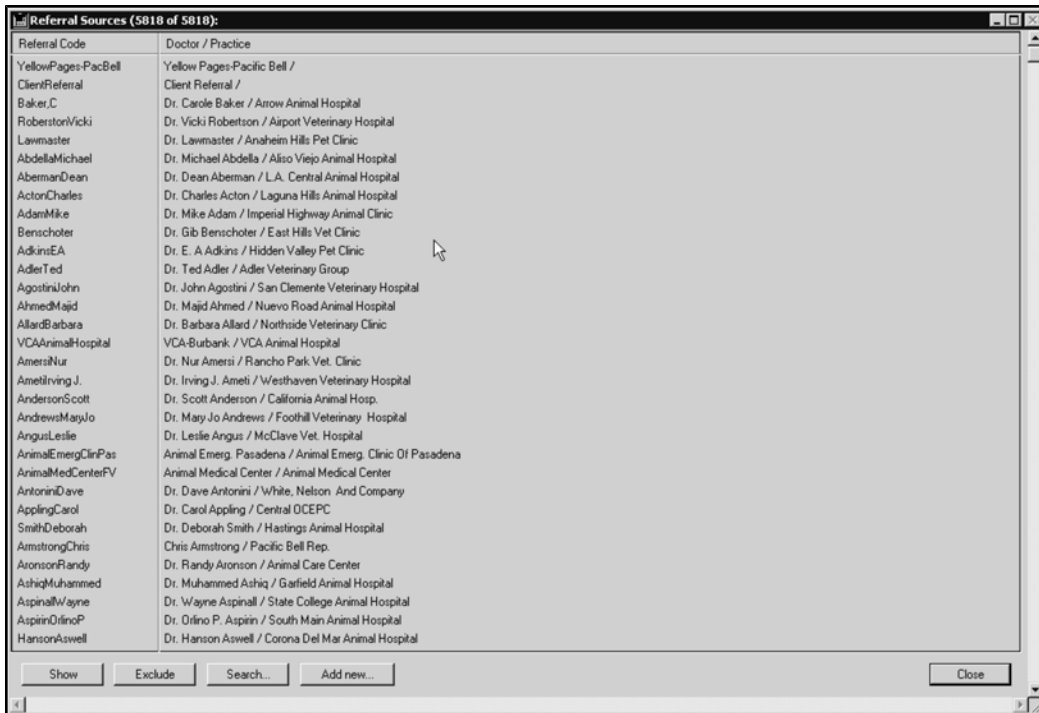 Referral Sources (5818 of 5818):
Referral Code Doctor / Practice
YellowPages-PacBell Yellow Pages-Pacific Bell /
ClientReferral Client Referral /
Baker,C Dr. Carole Baker / Arrow Animal Hospital
RoberstonVicki Dr. Vicki Robertson / Airport Veterinary Hospital
Lawmaster Dr. Lawmaster / Anaheim Hills Pet Clinic
AbdellaMichael Dr. Michael Abdella / Aliso Viejo Animal Hospital
AbermanDean Dr. Dean Aberman / L.A. Central Animal Hospital
ActonCharles Dr. Charles Acton / Laguna Hills Animal Hospital
AdamMike Dr. Mike Adam / Imperial Highway Animal Clinic
Benschoter Dr. Gib Benschoter / East Hills Vet Clinic
AdkinsEA Dr. E. A Adkins / Hidden Valley Pet Clinic
AdlerTed Dr. Ted Adler / Adler Veterinary Group
AgostiniJohn Dr. John Agostini / San Clemente Veterinary Hospital
AhmedMajid Dr. Majid Ahmed / Nuevo Road Animal Hospital
AllardBarbara Dr. Barbara Allard / Northside Veterinary Clinic
VCAAnimalHospital VCA-Burbank / VCA Animal Hospital
AmersiNur Dr. Nur Amersi / Rancho Park Vet. Clinic
AmetiIrving J. Dr. Irving J. Ameti / Westhaven Veterinary Hospital
AndersonScott Dr. Scott Anderson / California Animal Hosp.
AndrewsMaryJo Dr. Mary Jo Andrews / Foothill Veterinary Hospital
AngusLeslie Dr. Leslie Angus / McClave Vet. Hospital
AnimalEmergClinPas Animal Emerg. Pasadena / Animal Emerg. Clinic Of Pasadena
AnimalMedCenterFV Animal Medical Center / Animal Medical Center
AntoniniDave Dr. Dave Antonini / White, Nelson And Company
ApplingCarol Dr. Carol Appling / Central OCEPC
SmithDeborah Dr. Deborah Smith / Hastings Animal Hospital
ArmstrongChris Chris Armstrong / Pacific Bell Rep.
AronsonRandy Dr. Randy Aronson / Animal Care Center
AshiqMuhammed Dr. Muhammed Ashiq / Garfield Animal Hospital
AspinallWayne Dr. Wayne Aspinall / State College Animal Hospital
AspirinOrlinoP Dr. Orlino P. Aspirin / South Main Animal Hospital
HansonAswell Dr. Hanson Aswell / Corona Del Mar Animal Hospital
Show Exclude Search... Add new... Close